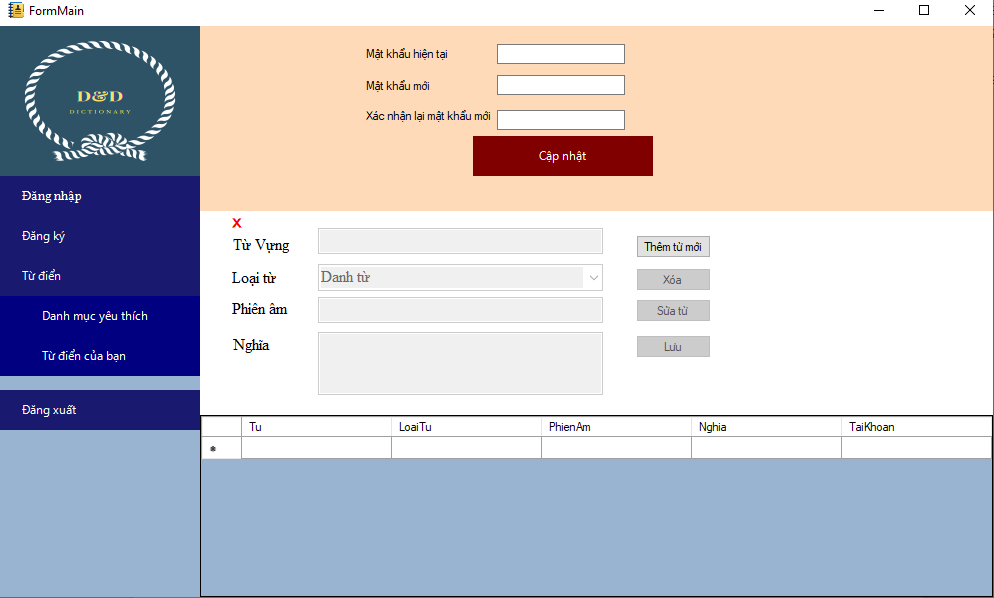 FormMain
D&D
DICTIONARY
Đăng nhập
Đăng ký
Từ điển
Danh mục yêu thích
Từ điển của bạn
Đăng xuất
Mật khẩu hiện tại
Mật khẩu mới
Xác nhận lại mật khẩu mới
Cập nhật
X
Từ Vựng
Loại từ
Danh từ
Phiên âm
Nghĩa
Thêm từ mới
Xóa
Sửa từ
Lưu
Tu LoaiTu PhienAm Nghia TaiKhoan